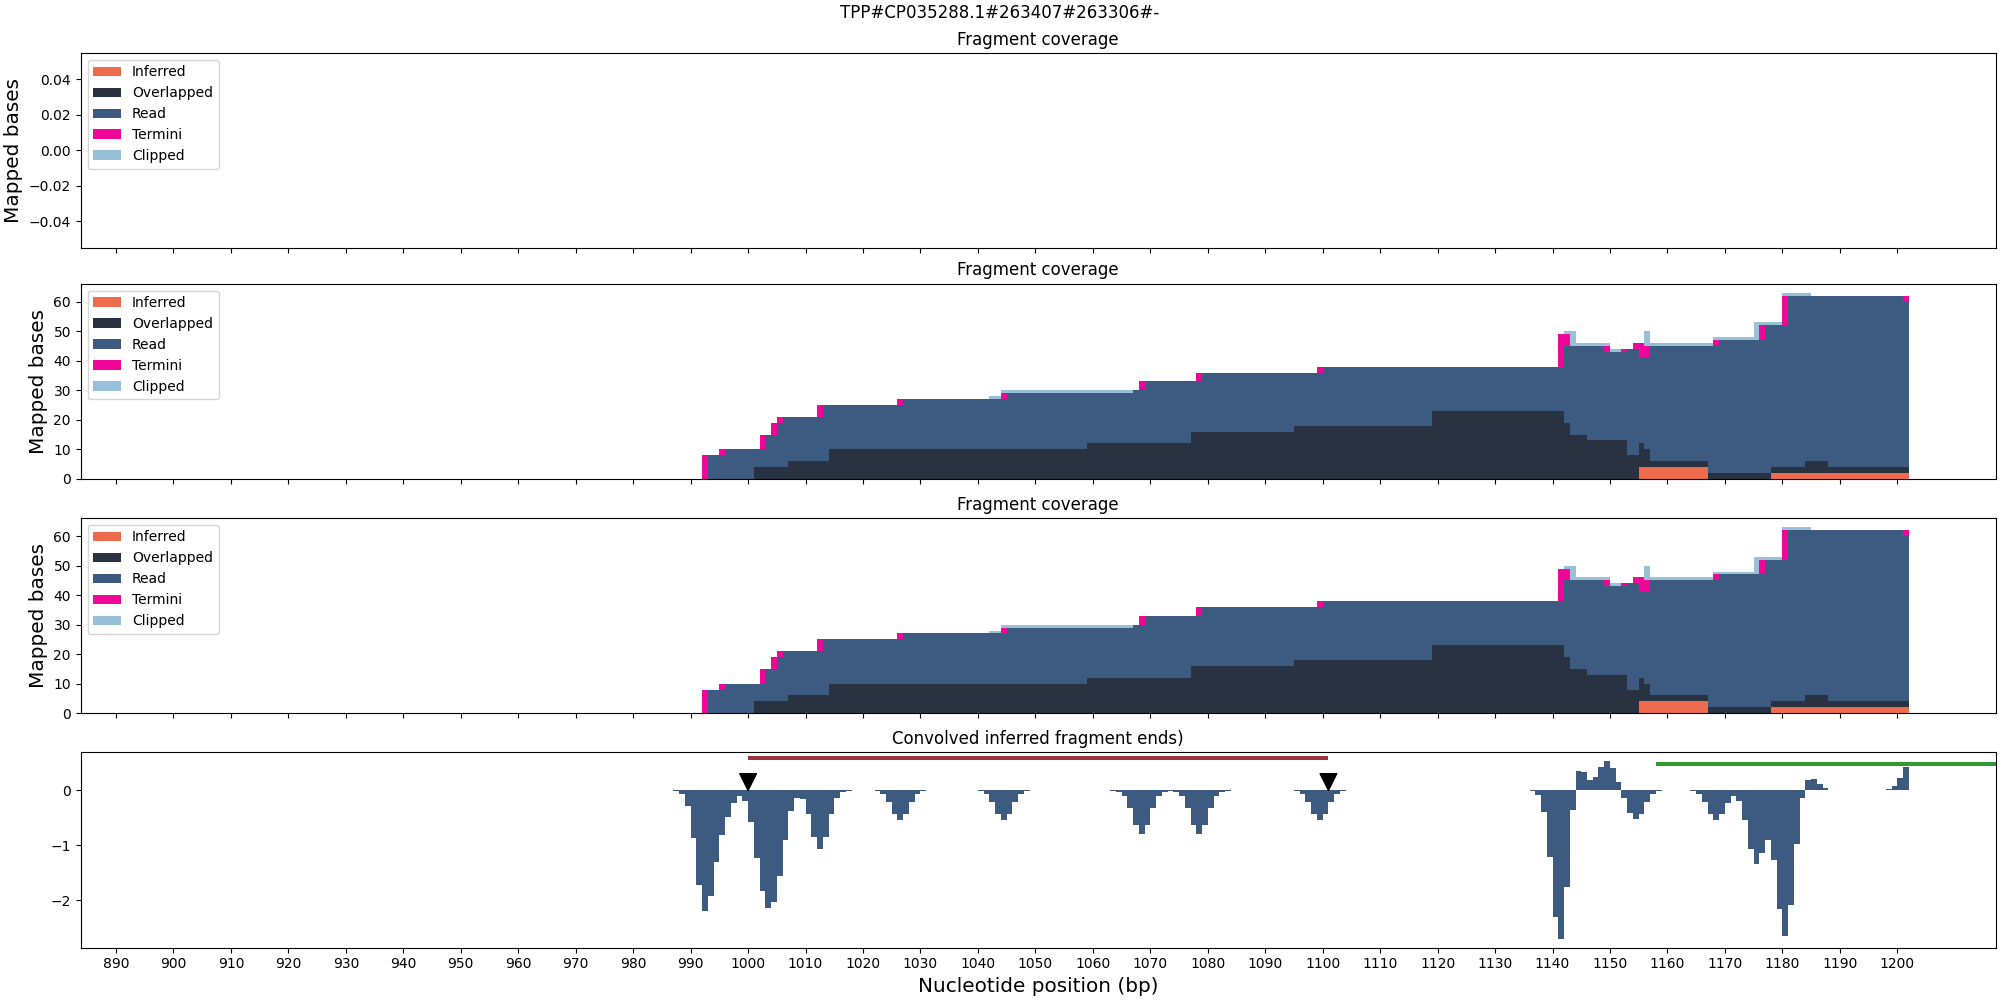 TPP#CP035288.1#263407#263306#-
Fragment coverage
Mapped bases
0.04
0.02
0.00
−0.02
−0.04
Inferred
Overlapped
Read
Termini
Clipped
Fragment coverage
Mapped bases
60
50
40
30
20
10
0
Inferred
Overlapped
Read
Termini
Clipped
Fragment coverage
Mapped bases
60
50
40
30
20
10
0
Inferred
Overlapped
Read
Termini
Clipped
Convolved inferred fragment ends)
0
−1
−2
890 900 910 920 930 940 950 960 970 980 990 1000 1010 1020 1030 1040 1050 1060 1070 1080 1090 1100 1110 1120 1130 1140 1150 1160 1170 1180 1190 1200
Nucleotide position (bp)